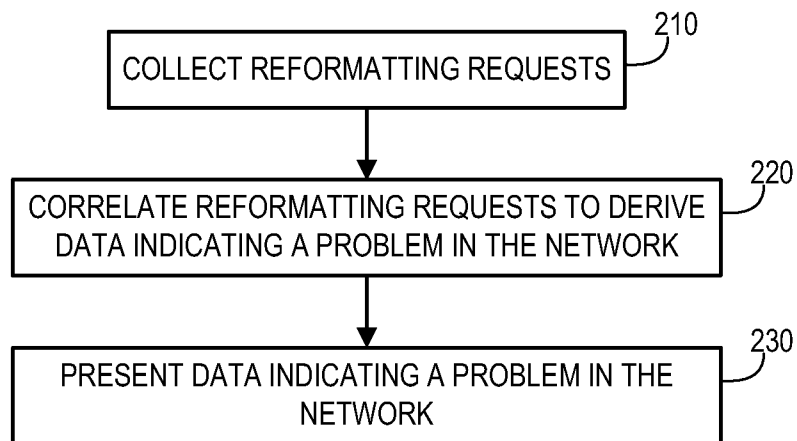 210
COLLECT REFORMATTING REQUESTS
220
CORRELATE REFORMATTING REQUESTS TO DERIVE
DATA INDICATING A PROBLEM IN THE NETWORK
230
PRESENT DATA INDICATING A PROBLEM IN THE
NETWORK